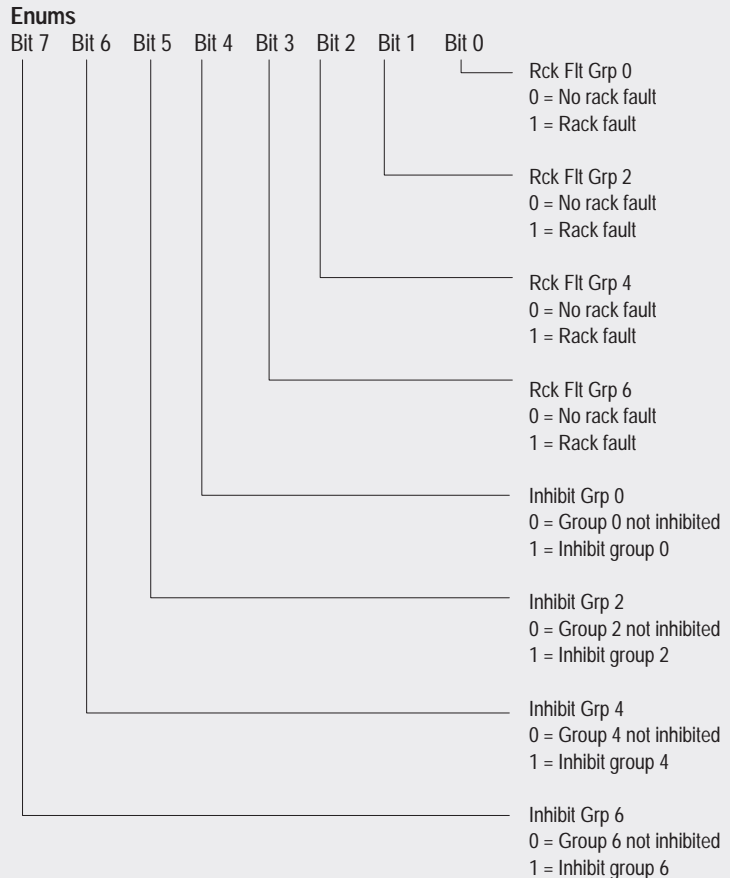 Enums
Bit 7 Bit 6 Bit 5 Bit 4 Bit 3 Bit 2 Bit 1 Bit 0
Rck Flt Grp 0
0 = No rack fault
1 = Rack fault
Rck Flt Grp 2
0 = No rack fault
1 = Rack fault
Rck Flt Grp 4
0 = No rack fault
1 = Rack fault
Rck Flt Grp 6
0 = No rack fault
1 = Rack fault
Inhibit Grp 0
0 = Group 0 not inhibited
1 = Inhibit group 0
Inhibit Grp 2
0 = Group 2 not inhibited
1 = Inhibit group 2
Inhibit Grp 4
0 = Group 4 not inhibited
1 = Inhibit group 4
Inhibit Grp 6
0 = Group 6 not inhibited
1 = Inhibit group 6